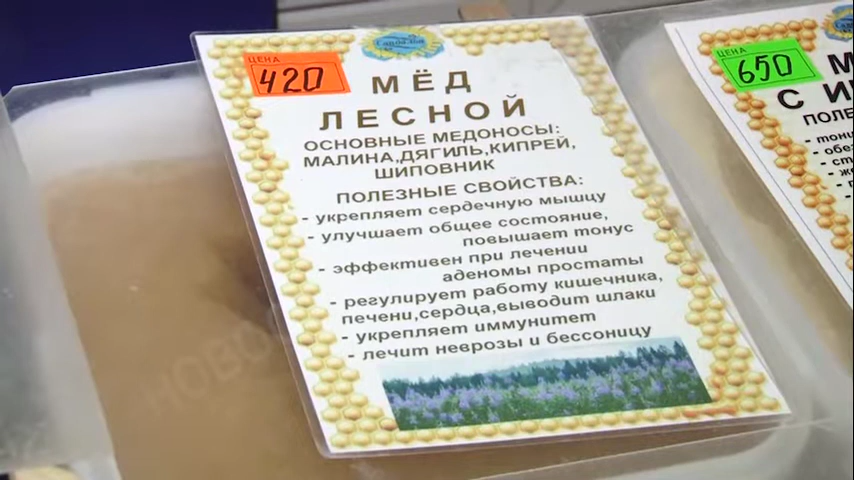 ЦЕНА
420
МЁД
ЛЕСНОЙ
ОСНОВНЫЕ МЕДОНОСЫ:
МАЛИНА,ДЯГИЛЬ,КИПРЕЙ,
ШИПОВНИК
ПОЛЕЗНЫЕ СВОЙСТВА:
- укрепляет сердечную мышцу
- улучшает общее состояние,
повышает тонус
- эффективен при лечении
аденомы простаты
- регулирует работу кишечника,
печени,сердца,выводит шлаки
- укрепляет иммунитет
- лечит неврозы и бессоницу
ЦЕНА
650